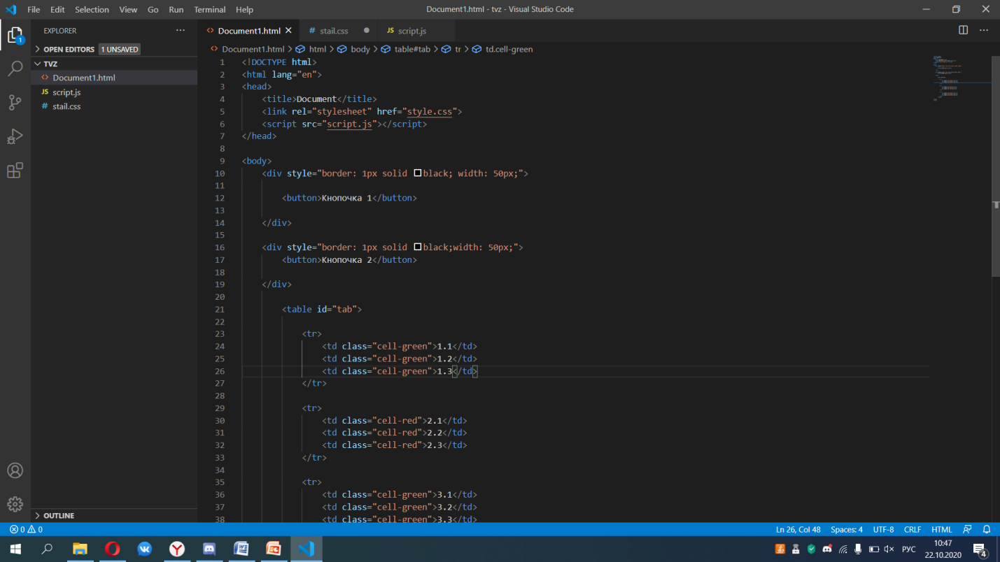 File Edit Selection View Go Run Terminal Help
Document1.html - tvz - Visual Studio Code
EXPLORER
OPEN EDITORS 1 UNSAVED
TVZ
Document1.html
JS script.js
# stail.css
OUTLINE
1
Document1.html
# stail.css
JS script.js
Document1.html > html > body > table#tab > tr > td.cell-green
1 <!DOCTYPE html>
2 <html lang="en">
3 <head>
4 <title>Document</title>
5 <link rel="stylesheet" href="style.css">
6 <script src="script.js"></script>
7 </head>
8
9 <body>
10 <div style="border: 1px solid black; width: 50px;">
11
12 <button>Кнопочка 1</button>
13
14 </div>
15
16 <div style="border: 1px solid black;width: 50px;">
17 <button>Кнопочка 2</button>
18
19 </div>
20
21 <table id="tab">
22
23 <tr>
24 <td class="cell-green">1.1</td>
25 <td class="cell-green">1.2</td>
26 <td class="cell-green">1.3</td>
27 </tr>
28
29 <tr>
30 <td class="cell-red">2.1</td>
31 <td class="cell-red">2.2</td>
32 <td class="cell-red">2.3</td>
33 </tr>
34
35 <tr>
36 <td class="cell-green">3.1</td>
37 <td class="cell-green">3.2</td>
38 <td class="cell-green">3.3</td>
0 0
Ln 26, Col 48 Spaces: 4 UTF-8 CRLF HTML
РУС
10:47
22.10.2020
4